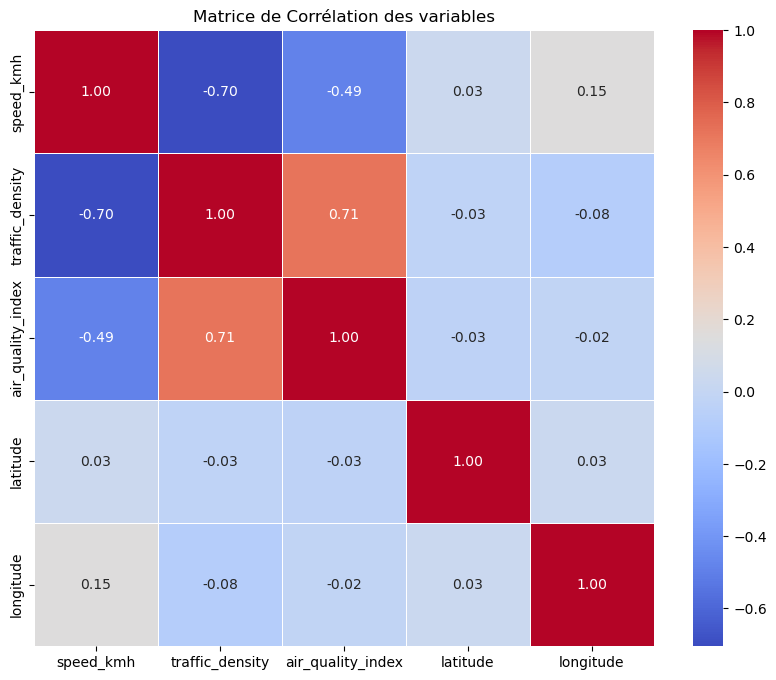 Matrice de Corrélation des variables
speed_kmh 1.00 -0.70 -0.49 0.03 0.15
traffic_density -0.70 1.00 0.71 -0.03 -0.08
air_quality_index -0.49 0.71 1.00 -0.03 -0.02
latitude 0.03 -0.03 -0.03 1.00 0.03
longitude 0.15 -0.08 -0.02 0.03 1.00
speed_kmh traffic_density air_quality_index latitude longitude
1.0
0.8
0.6
0.4
0.2
0.0
−0.2
−0.4
−0.6